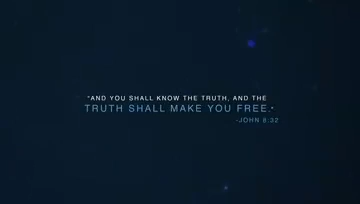 "AND YOU SHALL KNOW THE TRUTH, AND THE
TRUTH SHALL MAKE YOU FREE."
-JOHN 8:32